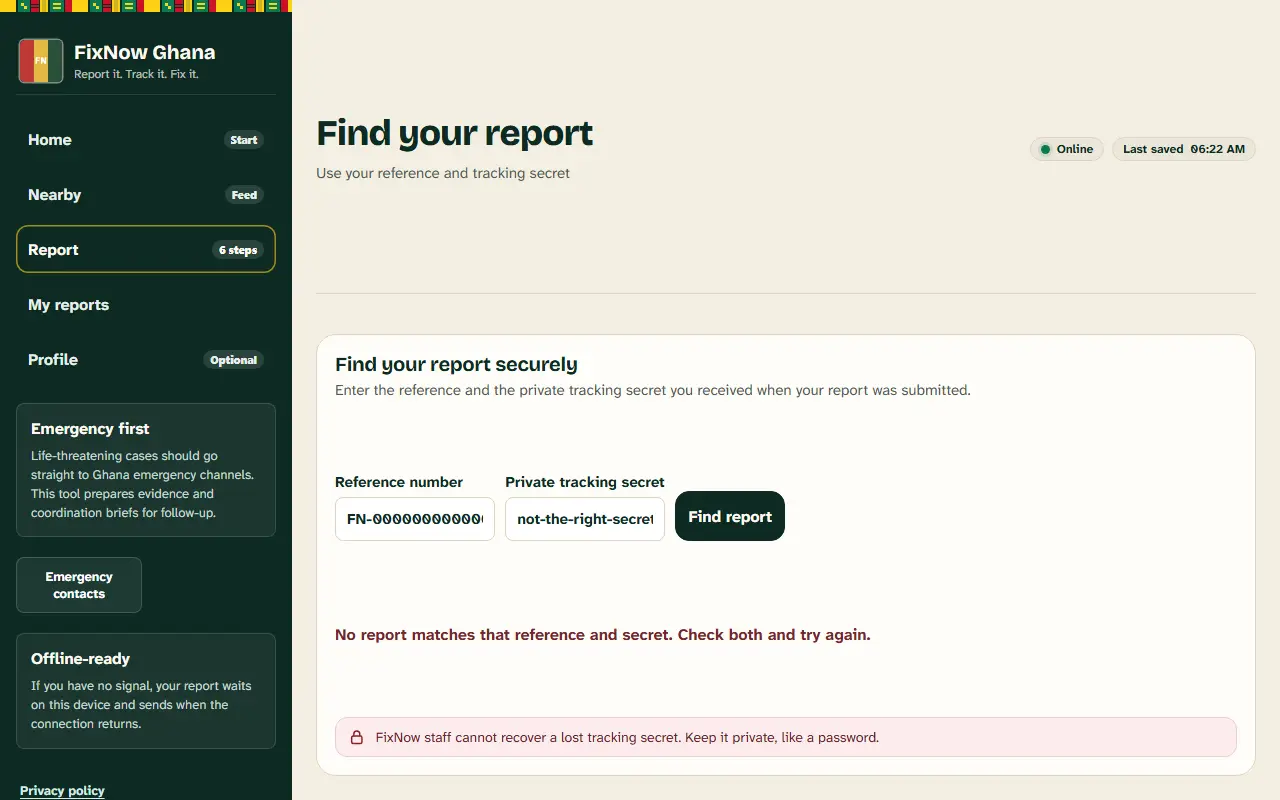 FN
FixNow Ghana
Report it. Track it. Fix it.
Home
Start
Nearby
Feed
Report
6 steps
My reports
Profile
Optional
Emergency first
Life-threatening cases should go
straight to Ghana emergency channels.
This tool prepares evidence and
coordination briefs for follow-up.
Emergency
contacts
Offline-ready
If you have no signal, your report waits
on this device and sends when the
connection returns.
Privacy policy
Find your report
Use your reference and tracking secret
Online
Last saved 06:22 AM
Find your report securely
Enter the reference and the private tracking secret you received when your report was submitted.
Reference number
Private tracking secret
FN-000000000000
not-the-right-secret
Find report
No report matches that reference and secret. Check both and try again.
FixNow staff cannot recover a lost tracking secret. Keep it private, like a password.